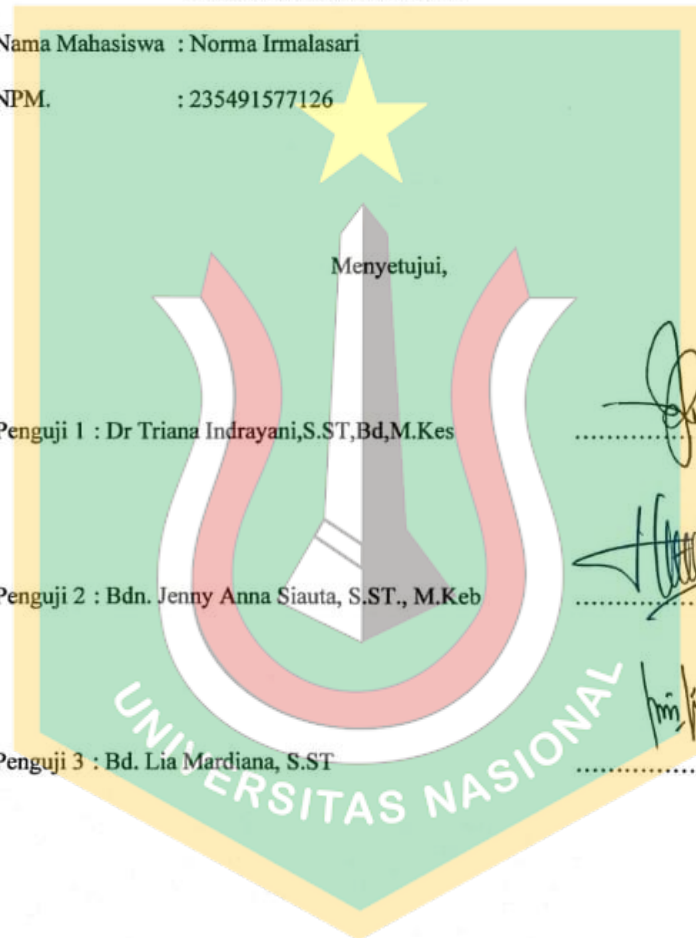 Nama Mahasiswa : Norma Irmalasari
NPM. : 235491577126
Menyetujui,
Penguji 1 : Dr Triana Indrayani,S.ST,Bd,M.Kes ..............
Penguji 2 : Bdn. Jenny Anna Siauta, S.ST., M.Keb ..............
Penguji 3 : Bd. Lia Mardiana, S.ST ..............
UNIVERSITAS NASIONAL